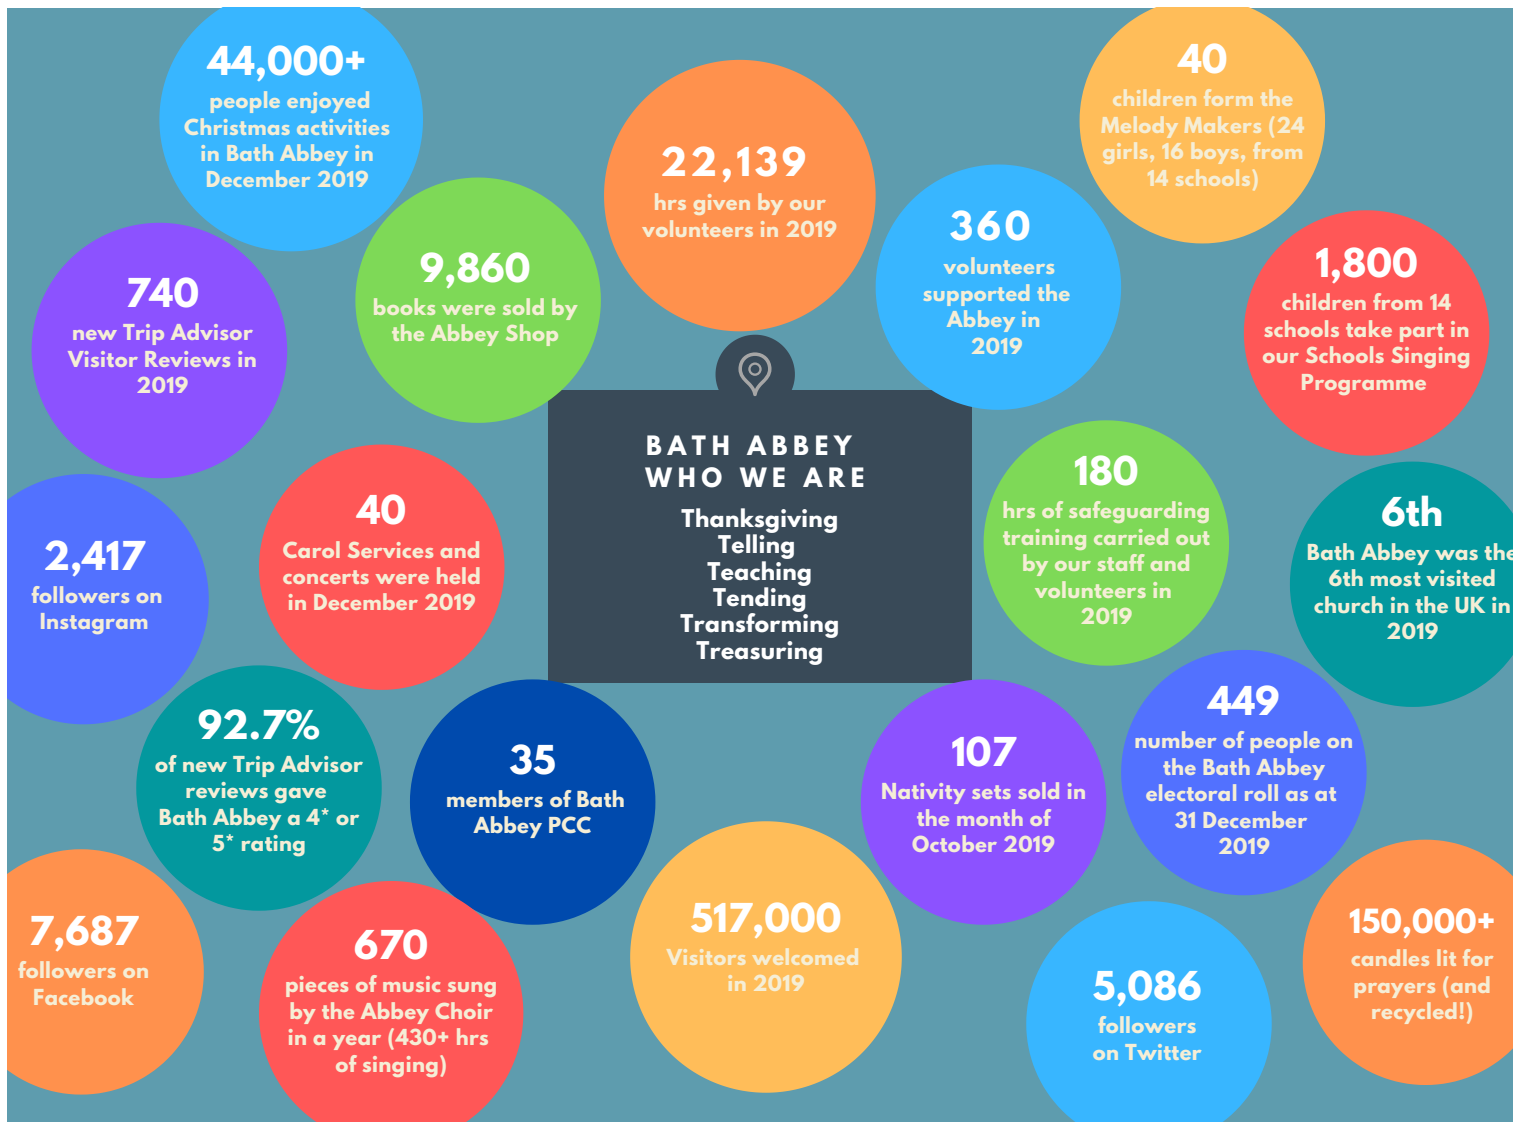 44,000+
people enjoyed
Christmas activities
in Bath Abbey in
December 2019
22,139
hrs given by our
volunteers in 2019
40
children form the
Melody Makers (24
girls, 16 boys, from
14 schools)
740
new Trip Advisor
Visitor Reviews in
2019
9,860
books were sold by
the Abbey Shop
360
volunteers
supported the
Abbey in
2019
1,800
children from 14
schools take part in
our Schools Singing
Programme
BATH ABBEY
WHO WE ARE
Thanksgiving
Telling
Teaching
Tending
Transforming
Treasuring
2,417
followers on
Instagram
40
Carol Services and
concerts were held
in December 2019
180
hrs of safeguarding
training carried out
by our staff and
volunteers in
2019
6th
Bath Abbey was the
6th most visited
church in the UK in
2019
92.7%
of new Trip Advisor
reviews gave
Bath Abbey a 4* or
5* rating
35
members of Bath
Abbey PCC
107
Nativity sets sold in
the month of
October 2019
449
number of people on
the Bath Abbey
electoral roll as at
31 December
2019
7,687
followers on
Facebook
670
pieces of music sung
by the Abbey Choir
in a year (430+ hrs
of singing)
517,000
Visitors welcomed
in 2019
5,086
followers
on Twitter
150,000+
candles lit for
prayers (and
recycled!)